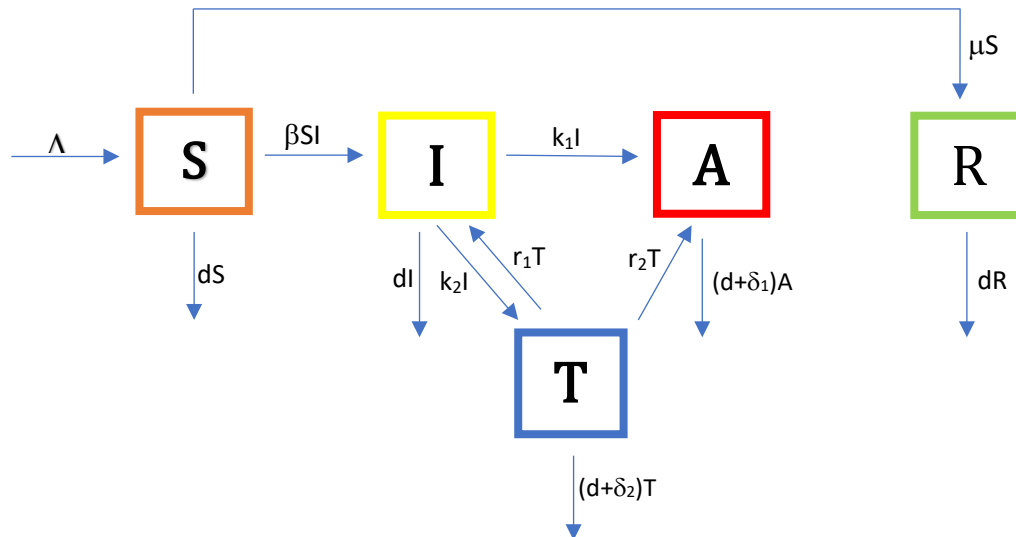 μS
Λ
S
βSI
I
k₁I
A
R
dS
dI
k₂I
r₁T
r₂T
(d+δ₁)A
dR
T
(d+δ₂)T